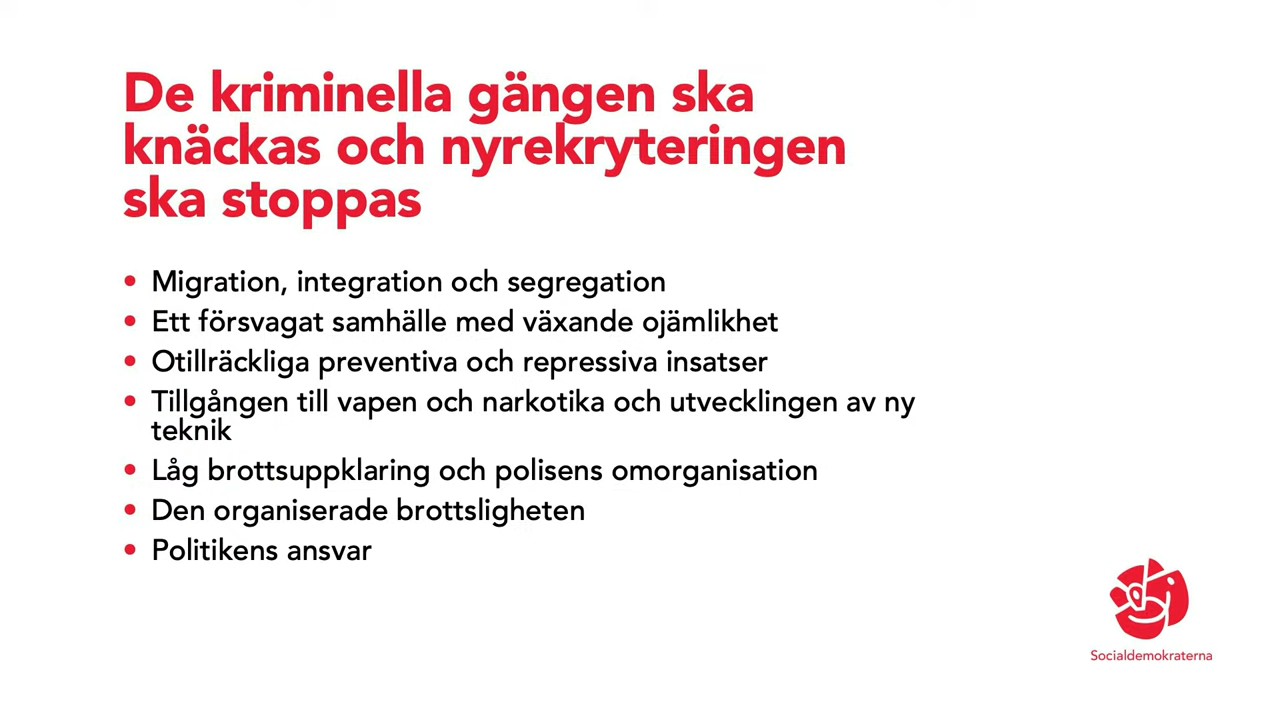 De kriminella gängen ska
knäckas och nyrekryteringen
ska stoppas
• Migration, integration och segregation
• Ett försvagat samhälle med växande ojämlikhet
• Otillräckliga preventiva och repressiva insatser
• Tillgången till vapen och narkotika och utvecklingen av ny
teknik
• Låg brottsuppklaring och polisens omorganisation
• Den organiserade brottsligheten
• Politikens ansvar
Socialdemokraterna